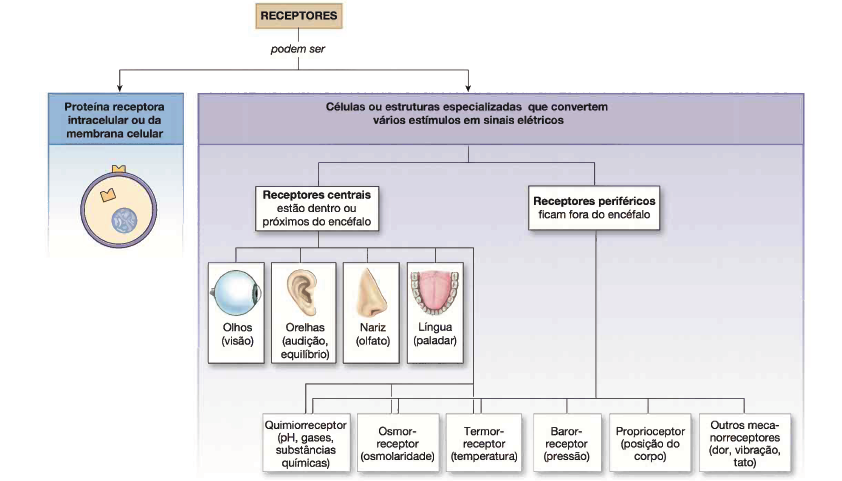 RECEPTORES
podem ser
Proteína receptora
intracelular ou da
membrana celular
Células ou estruturas especializadas que convertem
vários estímulos em sinais elétricos
Receptores centrais
estão dentro ou
próximos do encéfalo
Receptores periféricos
ficam fora do encéfalo
Olhos
(visão)
Orelhas
(audição,
equilíbrio)
Nariz
(olfato)
Língua
(paladar)
Quimiorreceptor
(pH, gases,
substâncias
químicas)
Osmor-
receptor
(osmolaridade)
Termor-
receptor
(temperatura)
Baror-
receptor
(pressão)
Proprioceptor
(posição do
corpo)
Outros meca-
norreceptores
(dor, vibração,
tato)